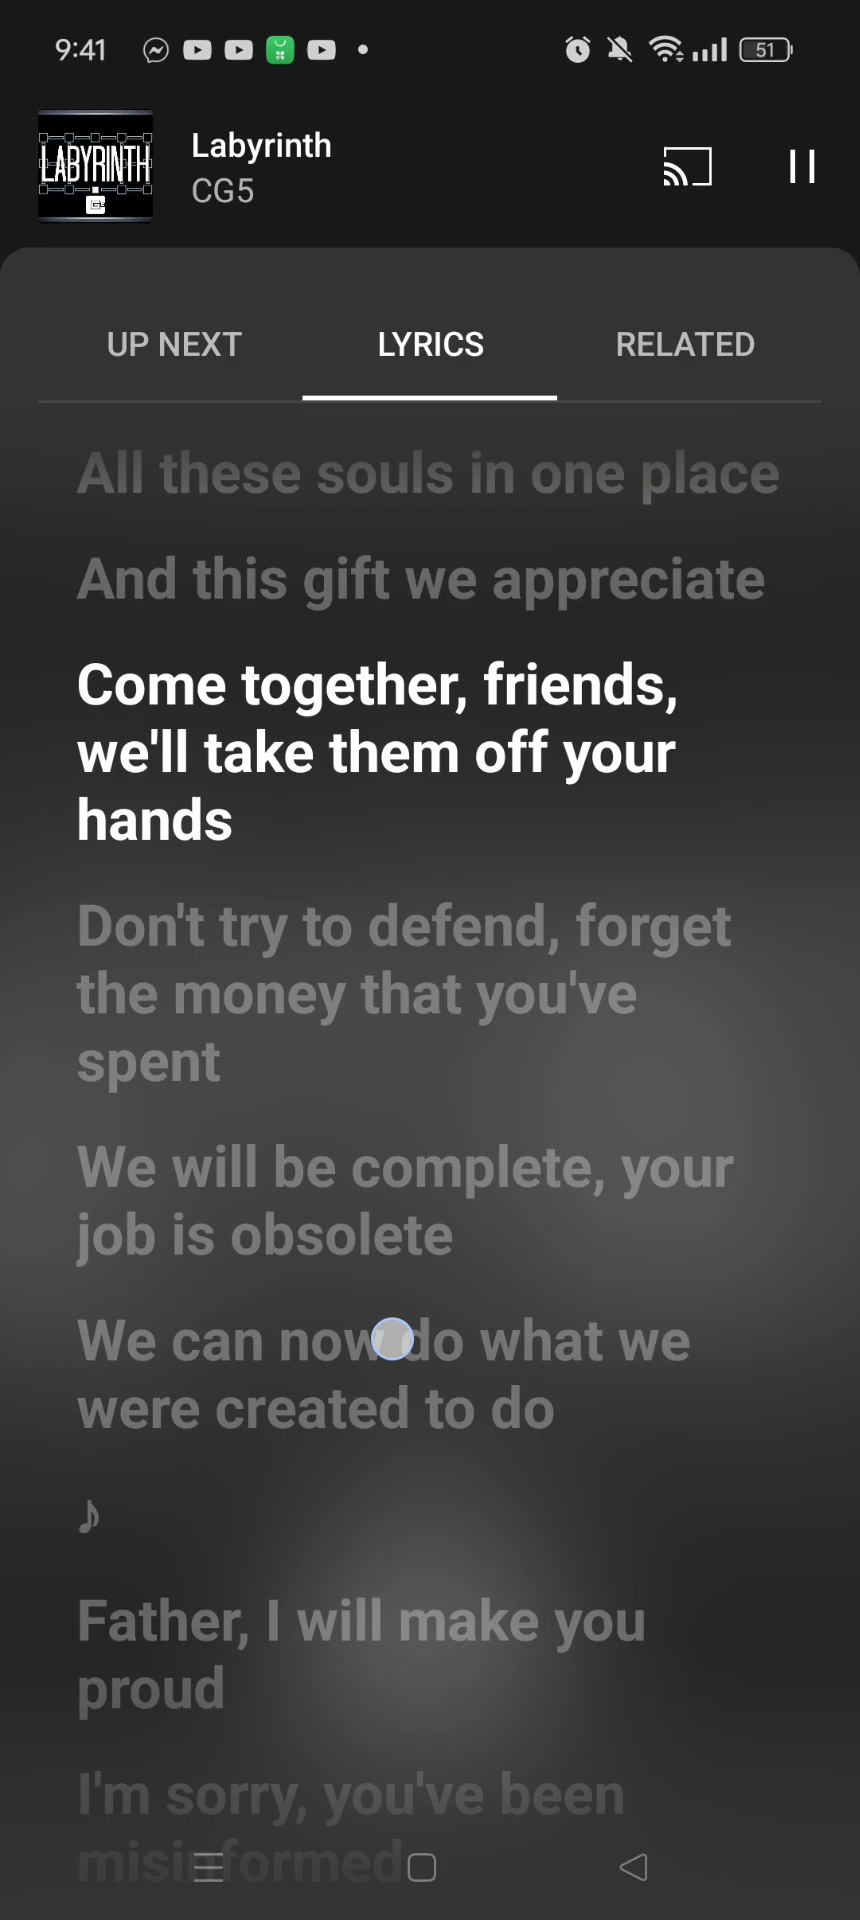 9:41
51
LABYRINTH
Labyrinth
CG5
UP NEXT
LYRICS
RELATED
All these souls in one place
And this gift we appreciate
Come together, friends,
we'll take them off your
hands
Don't try to defend, forget
the money that you've
spent
We will be complete, your
job is obsolete
We can now do what we
were created to do
♪
Father, I will make you
proud
I'm sorry, you've been
misinformed